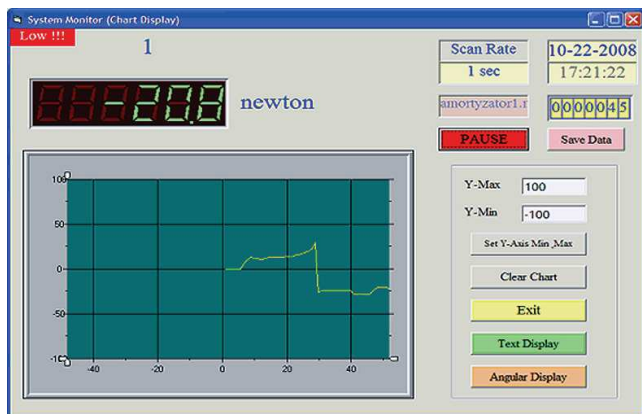 System Monitor (Chart Display)
Low !!!
1
-20.8
newton
Scan Rate
1 sec
10-22-2008
17:21:22
amortyzator1.r
0000045
PAUSE
Save Data
100
50
0
-50
-100
-40
-20
0
20
40
Y-Max 100
Y-Min -100
Set Y-Axis Min ,Max
Clear Chart
Exit
Text Display
Angular Display